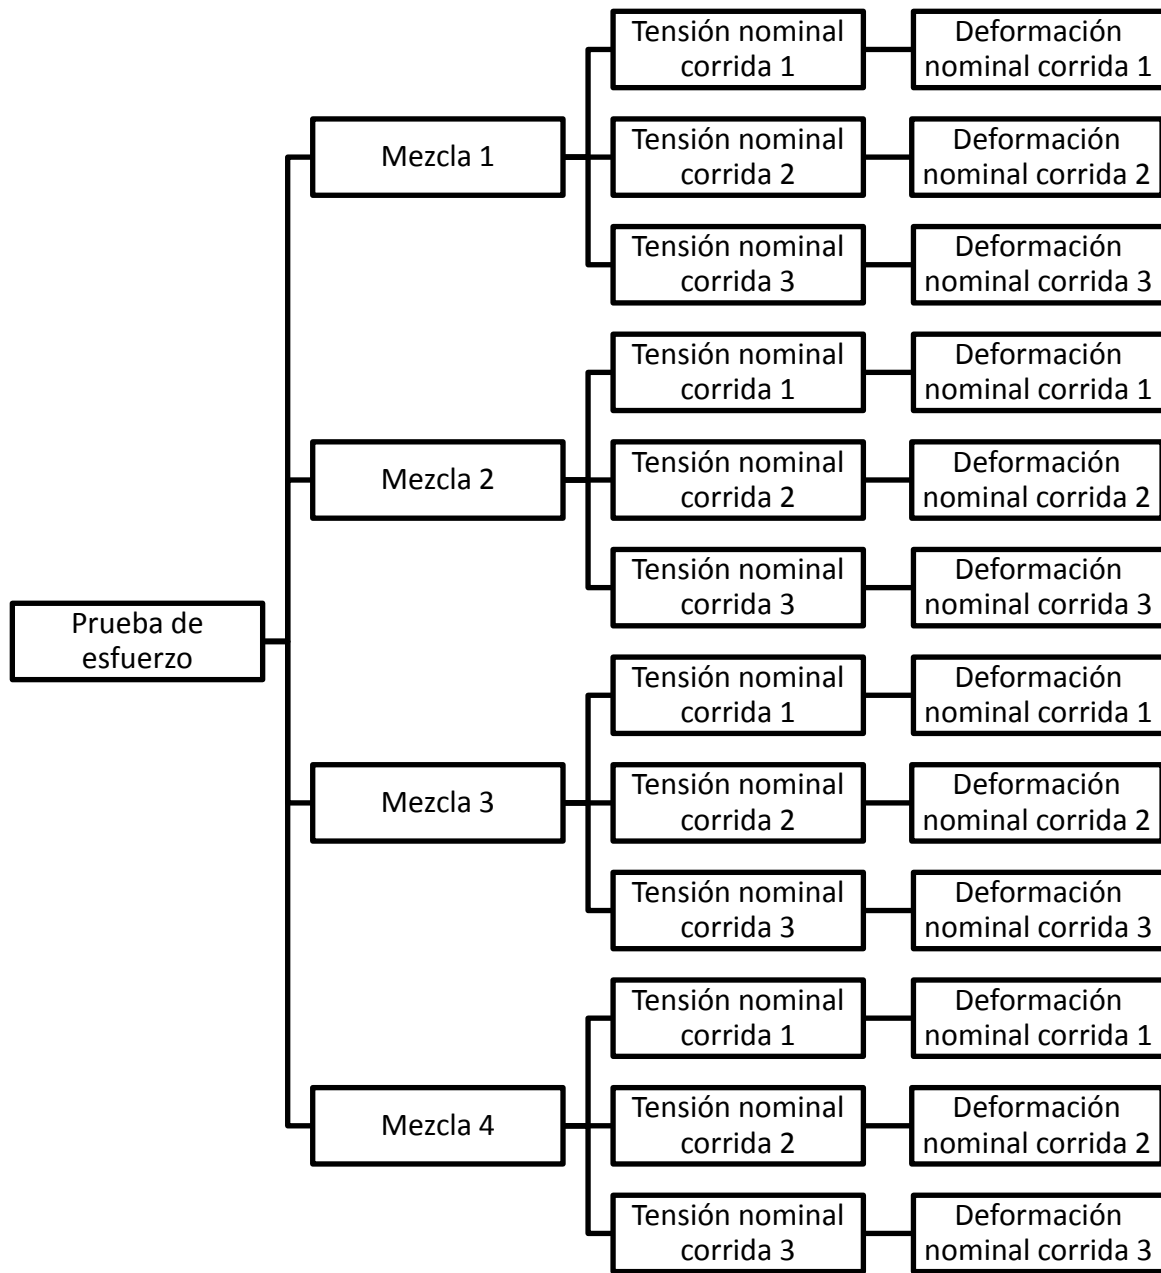 Prueba de
esfuerzo
Mezcla 1
Tensión nominal
corrida 1
Deformación
nominal corrida 1
Tensión nominal
corrida 2
Deformación
nominal corrida 2
Tensión nominal
corrida 3
Deformación
nominal corrida 3
Mezcla 2
Tensión nominal
corrida 1
Deformación
nominal corrida 1
Tensión nominal
corrida 2
Deformación
nominal corrida 2
Tensión nominal
corrida 3
Deformación
nominal corrida 3
Mezcla 3
Tensión nominal
corrida 1
Deformación
nominal corrida 1
Tensión nominal
corrida 2
Deformación
nominal corrida 2
Tensión nominal
corrida 3
Deformación
nominal corrida 3
Mezcla 4
Tensión nominal
corrida 1
Deformación
nominal corrida 1
Tensión nominal
corrida 2
Deformación
nominal corrida 2
Tensión nominal
corrida 3
Deformación
nominal corrida 3